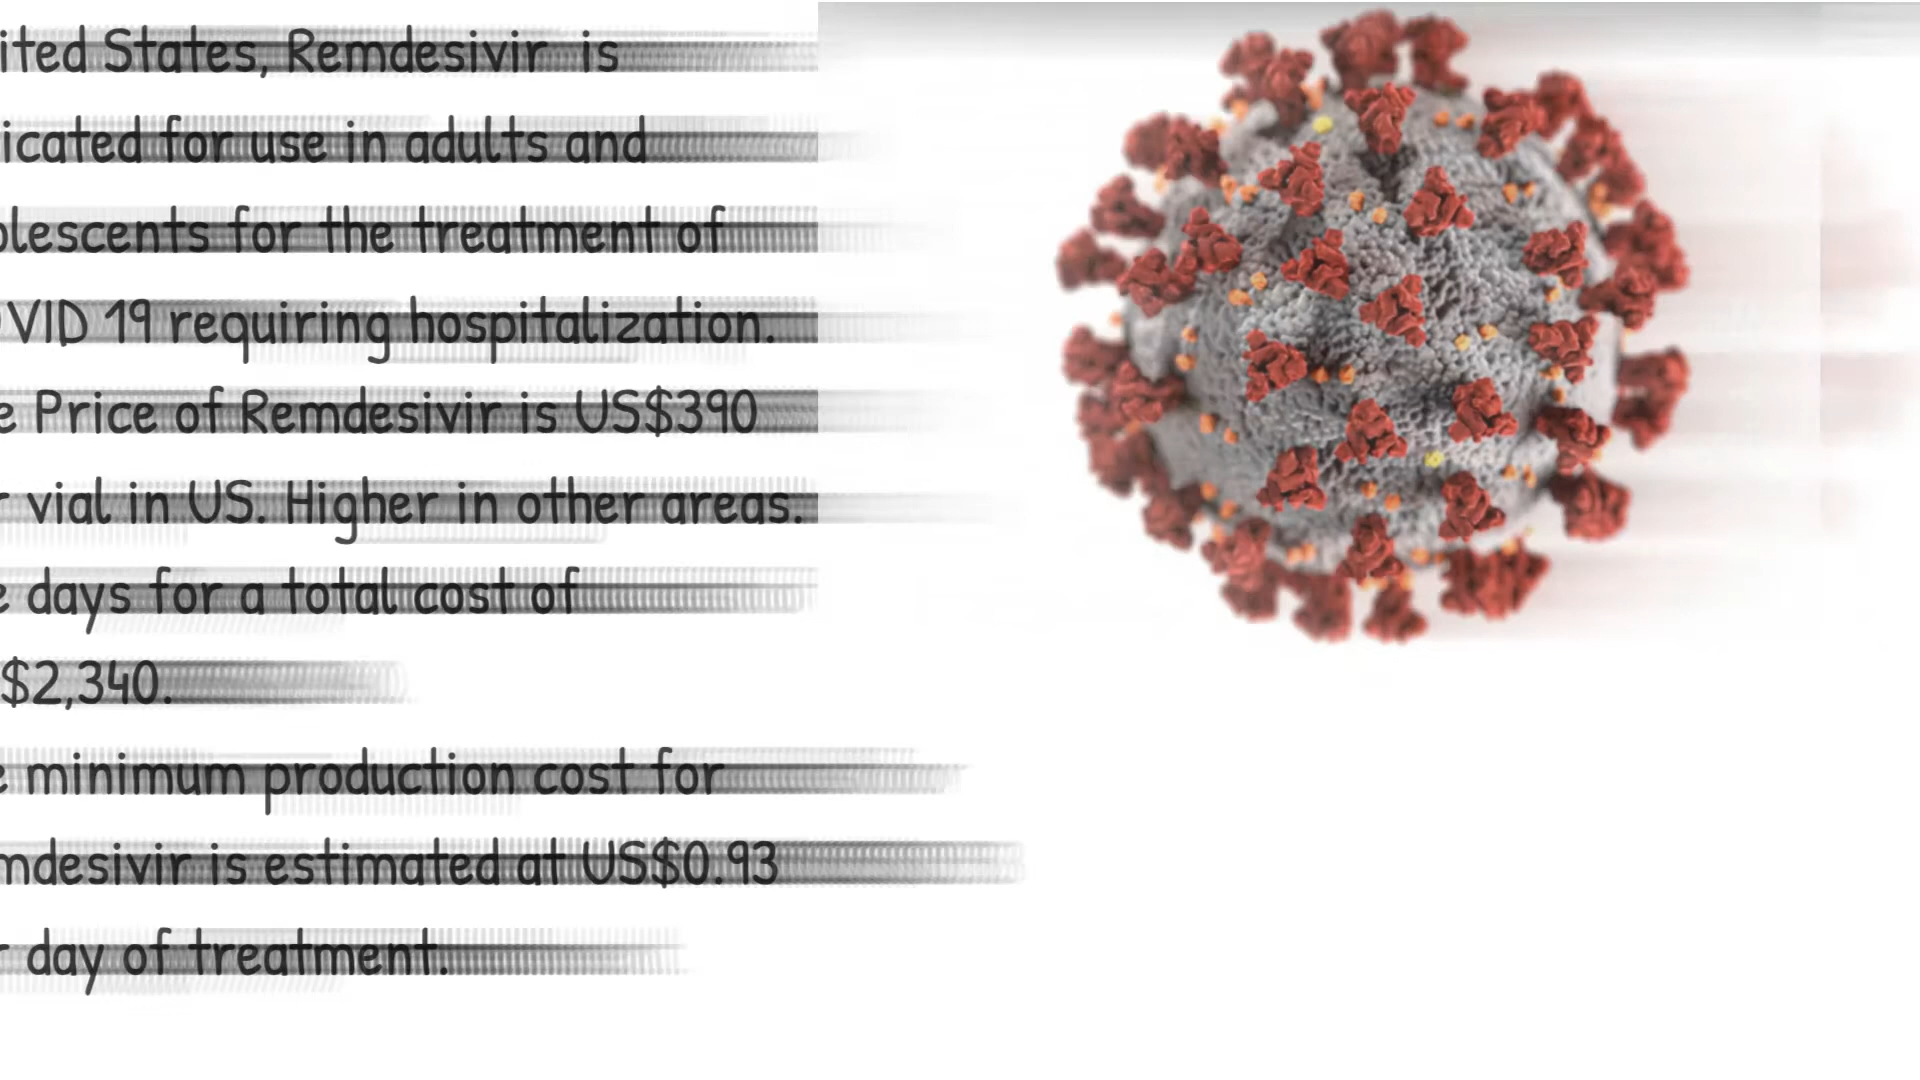 ited States, Remdesivir is
icated for use in adults and
olescents for the treatment of
OVID 19 requiring hospitalization.
e Price of Remdesivir is US$390
r vial in US. Higher in other areas.
e days for a total cost of
$2,340.
e minimum production cost for
mdesivir is estimated at US$0.93
r day of treatment.